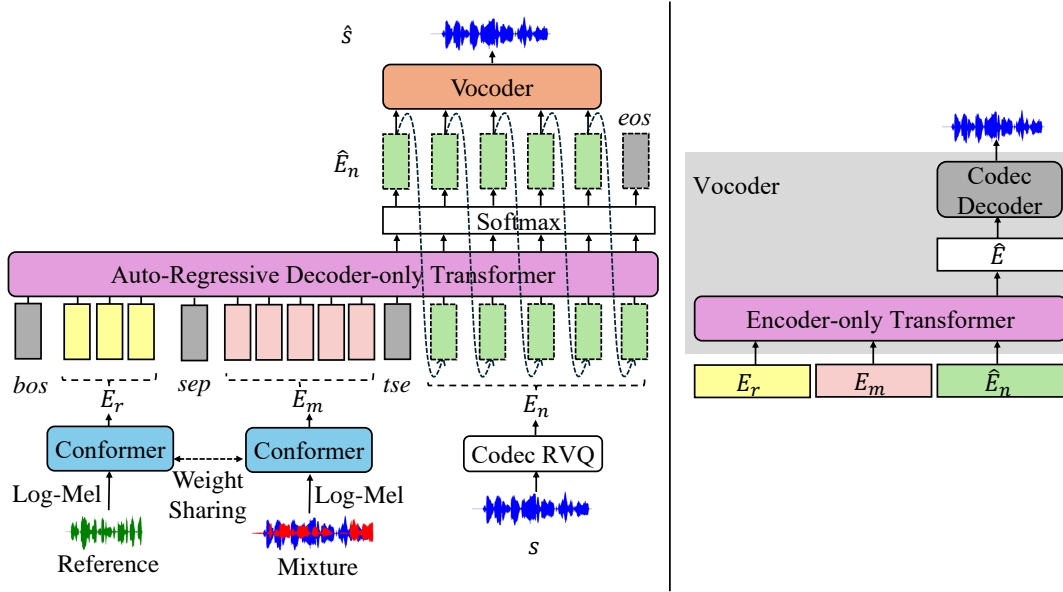 ŝ
Vocoder
Ê_n
eos
Softmax
Auto-Regressive Decoder-only Transformer
bos
sep
tse
E_r
E_m
E_n
Conformer
Conformer
Codec RVQ
Weight
Sharing
Log-Mel
Log-Mel
Reference
Mixture
s
Vocoder
Codec
Decoder
Ê
Encoder-only Transformer
E_r
E_m
Ê_n